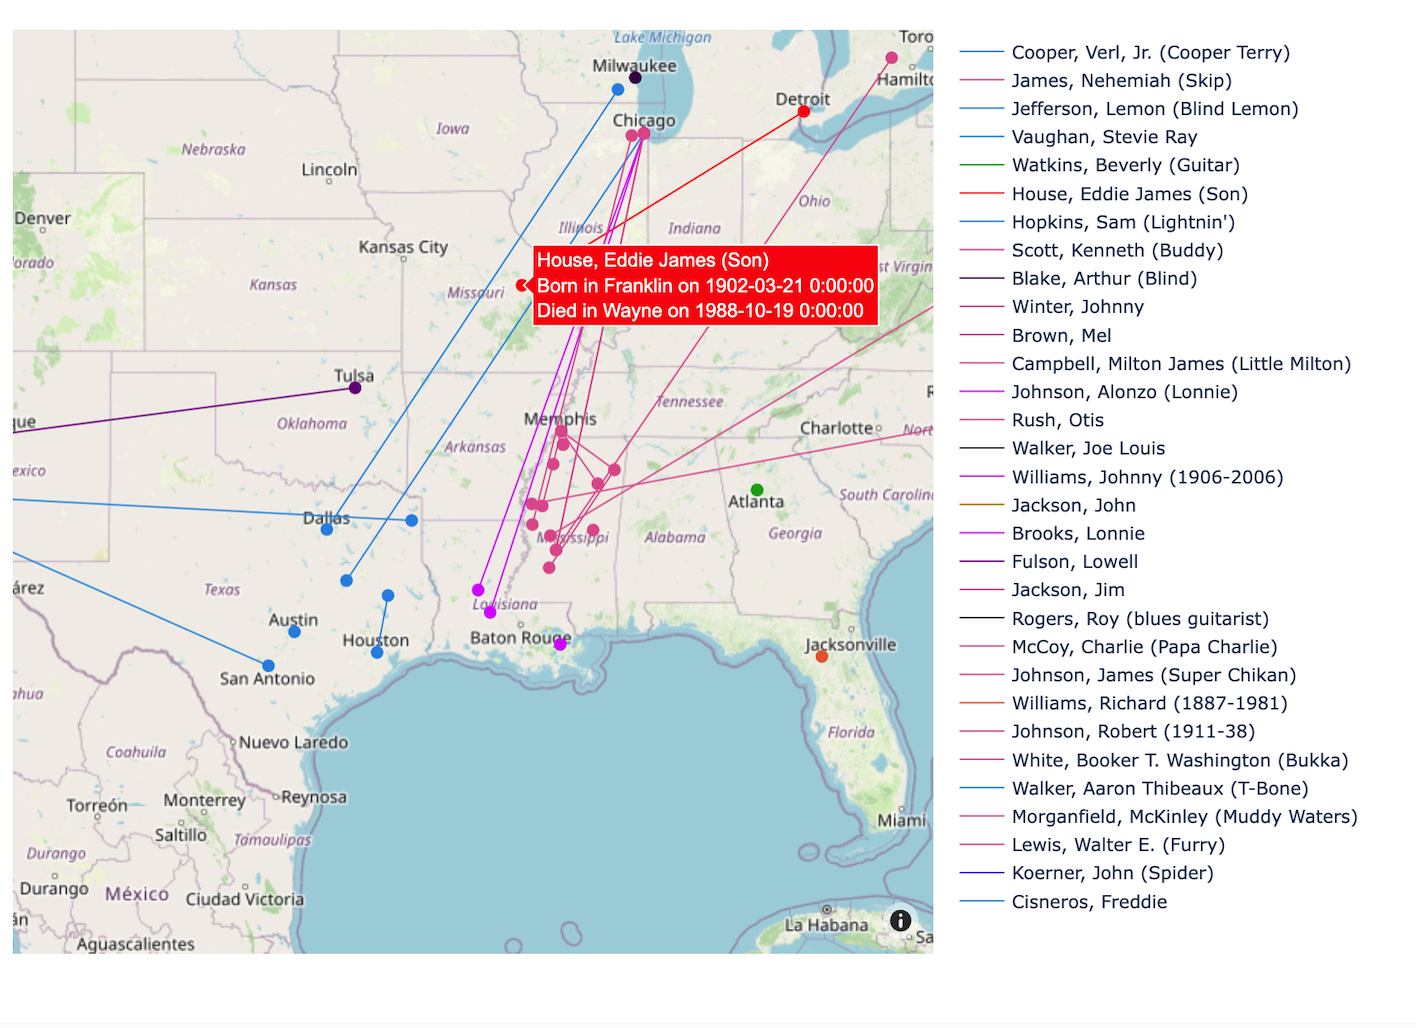 Lake Michigan
Toro
Milwaukee
Hamilto
Detroit
Chicago
Iowa
Nebraska
Lincoln
Ohio
Denver
Illinois
Indiana
Kansas City
orado
st Virgin
Kansas
Missouri
House, Eddie James (Son)
Born in Franklin on 1902-03-21 0:00:00
Died in Wayne on 1988-10-19 0:00:00
Tulsa
Tennessee
que
Oklahoma
Memphis
Charlotte
Nort
Arkansas
exico
Atlanta
South Carolina
Dallas
Mississippi
Alabama
Georgia
árez
Texas
Louisiana
Austin
Houston
Baton Rouge
Jacksonville
San Antonio
ahua
Nuevo Laredo
Florida
Coahuila
Torreón
Monterrey
Reynosa
Miami
Saltillo
Tamaulipas
Durango
Durango
México
Ciudad Victoria
án
La Habana
Sa
Aguascalientes
Cooper, Verl, Jr. (Cooper Terry)
James, Nehemiah (Skip)
Jefferson, Lemon (Blind Lemon)
Vaughan, Stevie Ray
Watkins, Beverly (Guitar)
House, Eddie James (Son)
Hopkins, Sam (Lightnin')
Scott, Kenneth (Buddy)
Blake, Arthur (Blind)
Winter, Johnny
Brown, Mel
Campbell, Milton James (Little Milton)
Johnson, Alonzo (Lonnie)
Rush, Otis
Walker, Joe Louis
Williams, Johnny (1906-2006)
Jackson, John
Brooks, Lonnie
Fulson, Lowell
Jackson, Jim
Rogers, Roy (blues guitarist)
McCoy, Charlie (Papa Charlie)
Johnson, James (Super Chikan)
Williams, Richard (1887-1981)
Johnson, Robert (1911-38)
White, Booker T. Washington (Bukka)
Walker, Aaron Thibeaux (T-Bone)
Morganfield, McKinley (Muddy Waters)
Lewis, Walter E. (Furry)
Koerner, John (Spider)
Cisneros, Freddie